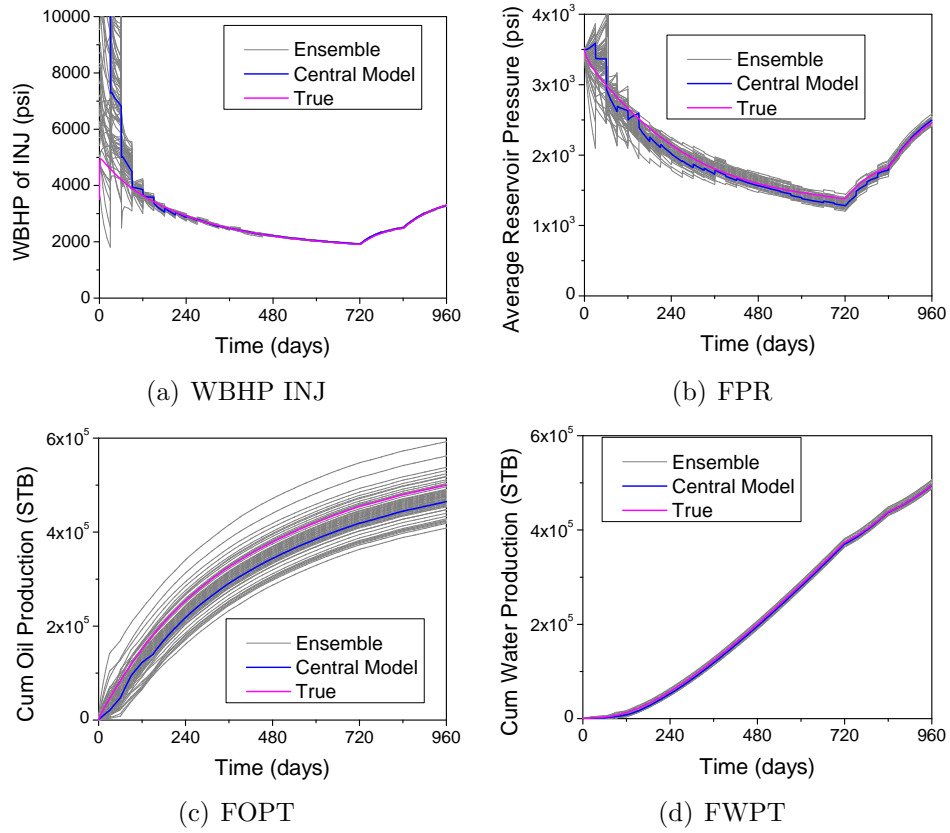 10000
8000
6000
4000
2000
0
WBHP of INJ (psi)
Ensemble
Central Model
True
0 240 480 720 960
Time (days)
(a) WBHP INJ
4x10³
3x10³
2x10³
1x10³
0
Average Reservoir Pressure (psi)
Ensemble
Central Model
True
0 240 480 720 960
Time (days)
(b) FPR
6x10⁵
4x10⁵
2x10⁵
0
Cum Oil Production (STB)
Ensemble
Central Model
True
0 240 480 720 960
Time (days)
(c) FOPT
6x10⁵
4x10⁵
2x10⁵
0
Cum Water Production (STB)
Ensemble
Central Model
True
0 240 480 720 960
Time (days)
(d) FWPT